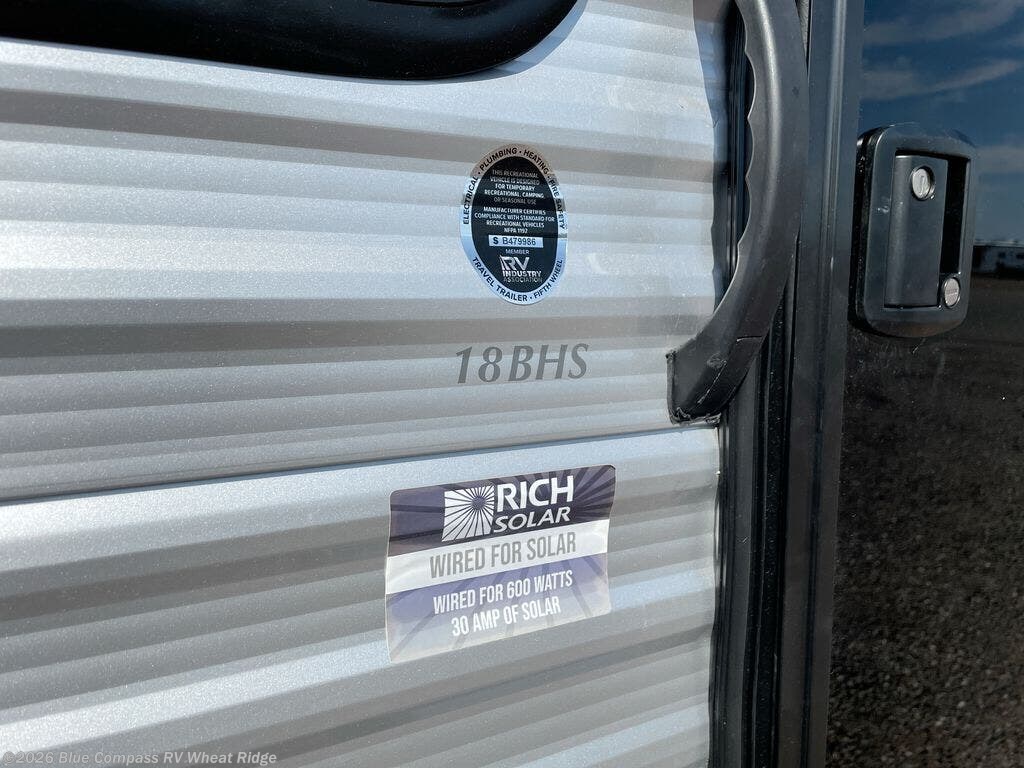 ELECTRICAL • PLUMBING • HEATING • FIRE SAFETY
THIS RECREATIONAL
VEHICLE IS DESIGNED
FOR TEMPORARY
RECREATIONAL, CAMPING
OR SEASONAL USE
MANUFACTURER CERTIFIES
COMPLIANCE WITH STANDARD FOR
RECREATIONAL VEHICLES
NFPA 1192
S B479986
MEMBER
RV
INDUSTRY
ASSOCIATION
TRAVEL TRAILER • FIFTH WHEEL
18BHS
RICH
SOLAR
WIRED FOR SOLAR
WIRED FOR 600 WATTS
30 AMP OF SOLAR
©2026 Blue Compass RV Wheat Ridge